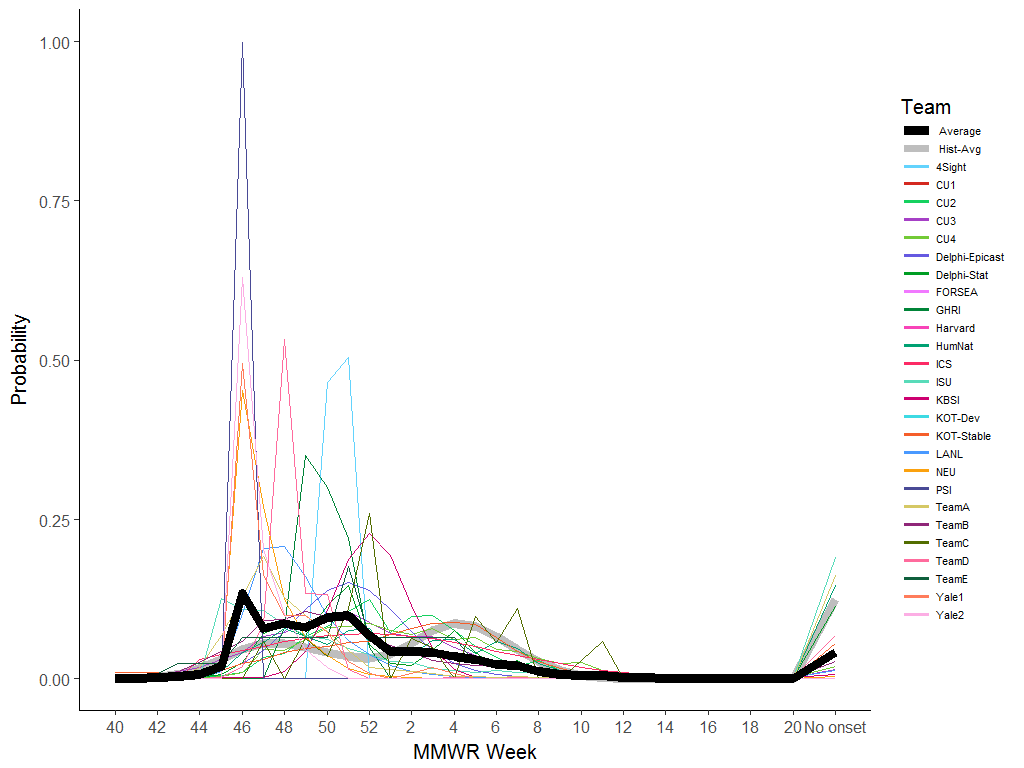 1.00
0.75
0.50
0.25
0.00
Probability
40 42 44 46 48 50 52 2 4 6 8 10 12 14 16 18 20 No onset
MMWR Week
Team
Average
Hist-Avg
4Sight
CU1
CU2
CU3
CU4
Delphi-Epicast
Delphi-Stat
FORSEA
GHRI
Harvard
HumNat
ICS
ISU
KBSI
KOT-Dev
KOT-Stable
LANL
NEU
PSI
TeamA
TeamB
TeamC
TeamD
TeamE
Yale1
Yale2